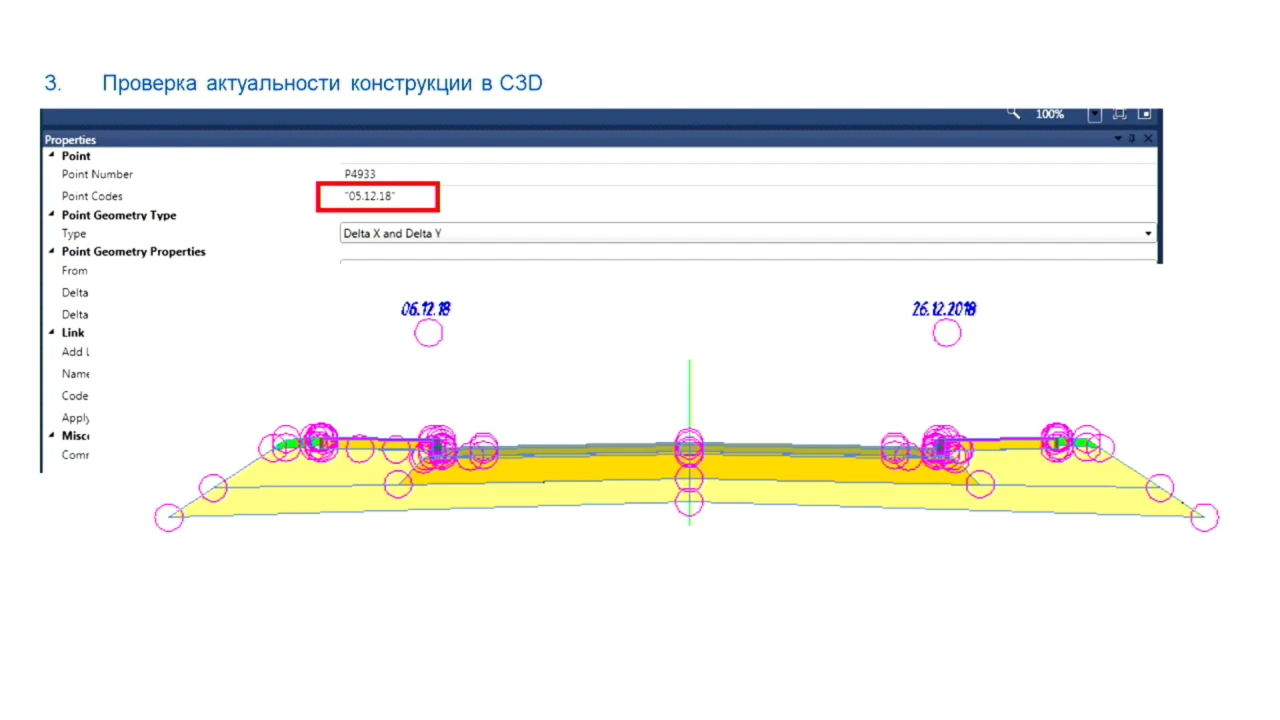 3. Проверка актуальности конструкции в C3D
100%
Properties
Point
Point Number P4933
Point Codes "05.12.18"
Point Geometry Type
Type Delta X and Delta Y
Point Geometry Properties
From
Delta
Delta
Link
Add L
Name
Code
Apply
Misc
Comr
06.12.18 26.12.2018